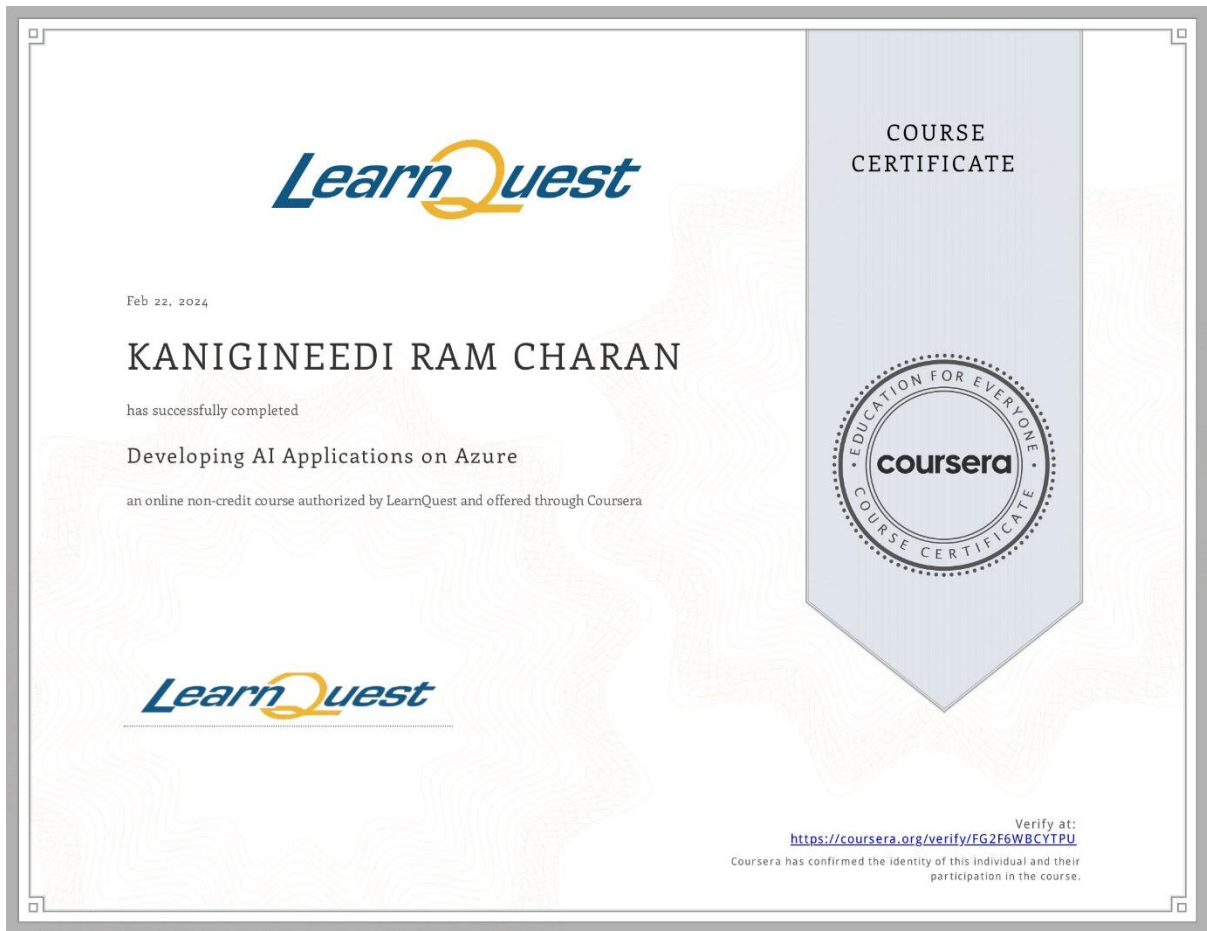 LearnQuest
COURSE
CERTIFICATE
Feb 22, 2024
KANIGINEEDI RAM CHARAN
has successfully completed
Developing AI Applications on Azure
an online non-credit course authorized by LearnQuest and offered through Coursera
EDUCATION FOR EVERYONE
coursera
COURSE CERTIFICATE
LearnQuest
Verify at:
https://coursera.org/verify/FG2F6WBCYTPU
Coursera has confirmed the identity of this individual and their
participation in the course.